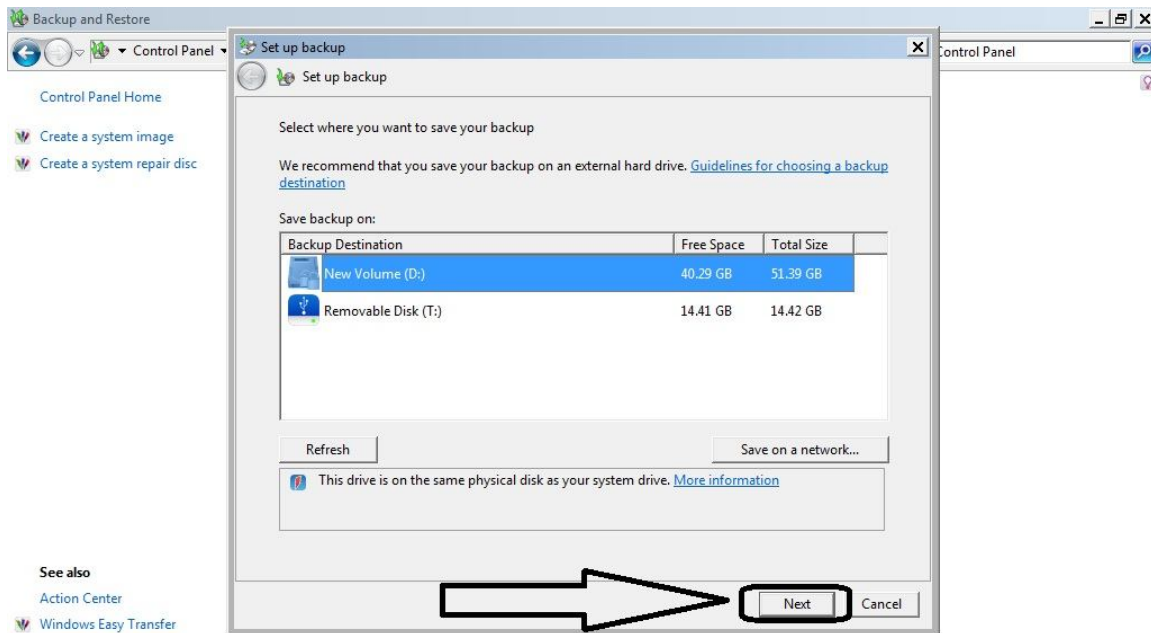 Backup and Restore
Control Panel
Control Panel
Control Panel Home
Create a system image
Create a system repair disc
See also
Action Center
Windows Easy Transfer
Set up backup
Set up backup
Select where you want to save your backup
We recommend that you save your backup on an external hard drive. Guidelines for choosing a backup
destination
Save backup on:
Backup Destination Free Space Total Size
New Volume (D:) 40.29 GB 51.39 GB
Removable Disk (T:) 14.41 GB 14.42 GB
Refresh Save on a network...
This drive is on the same physical disk as your system drive. More information
Next Cancel